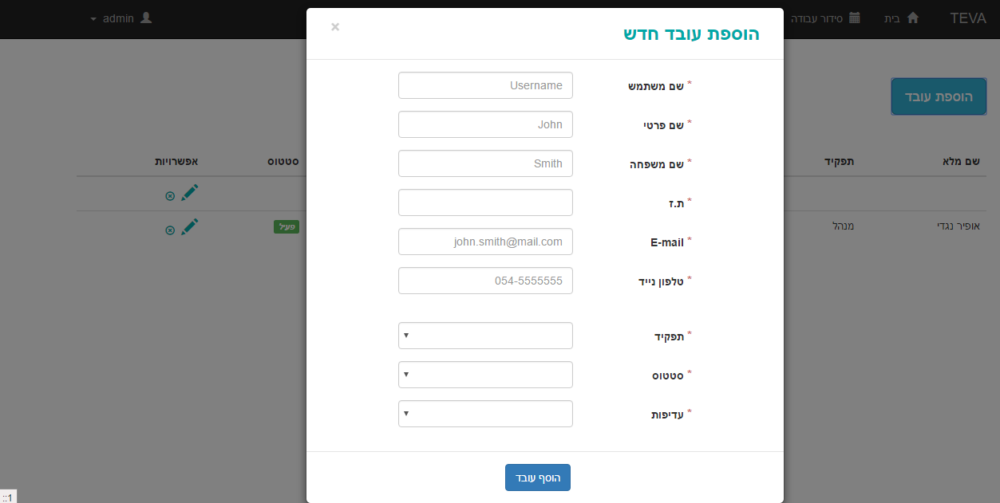 TEVA
בית
סידור עבודה
admin
הוספת עובד
שם מלא
תפקיד
סטטוס
אפשרויות
אופיר נגדי
מנהל
פעיל
הוספת עובד חדש
×
* שם משתמש
Username
* שם פרטי
John
* שם משפחה
Smith
* ת.ז
* E-mail
john.smith@mail.com
* טלפון נייד
054-5555555
* תפקיד
* סטטוס
* עדיפות
הוסף עובד
::1